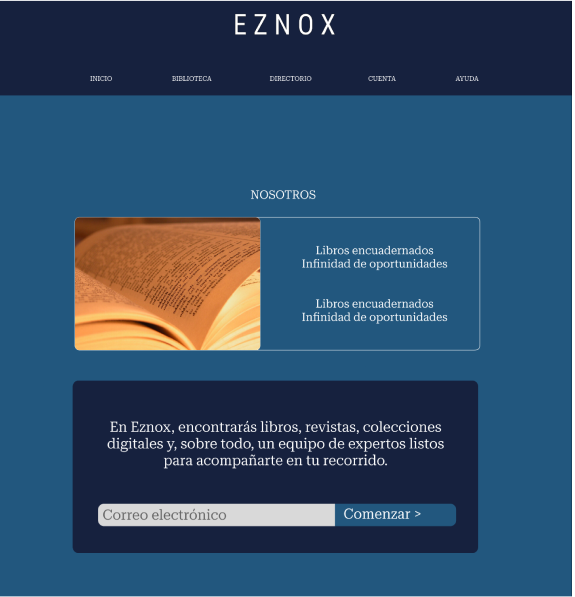 EZNOX
INICIO BIBLIOTECA DIRECTORIO CUENTA AYUDA
NOSOTROS
Libros encuadernados
Infinidad de oportunidades
Libros encuadernados
Infinidad de oportunidades
En Eznox, encontrarás libros, revistas, colecciones
digitales y, sobre todo, un equipo de expertos listos
para acompañarte en tu recorrido.
Correo electrónico Comenzar >